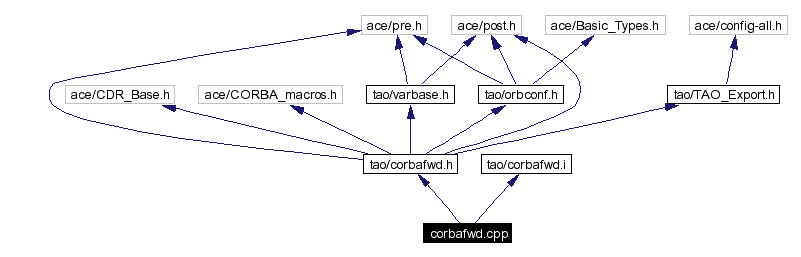 ace/pre.h
ace/post.h
ace/Basic_Types.h
ace/config-all.h
ace/CDR_Base.h
ace/CORBA_macros.h
tao/varbase.h
tao/orbconf.h
tao/TAO_Export.h
tao/corbafwd.h
tao/corbafwd.i
corbafwd.cpp